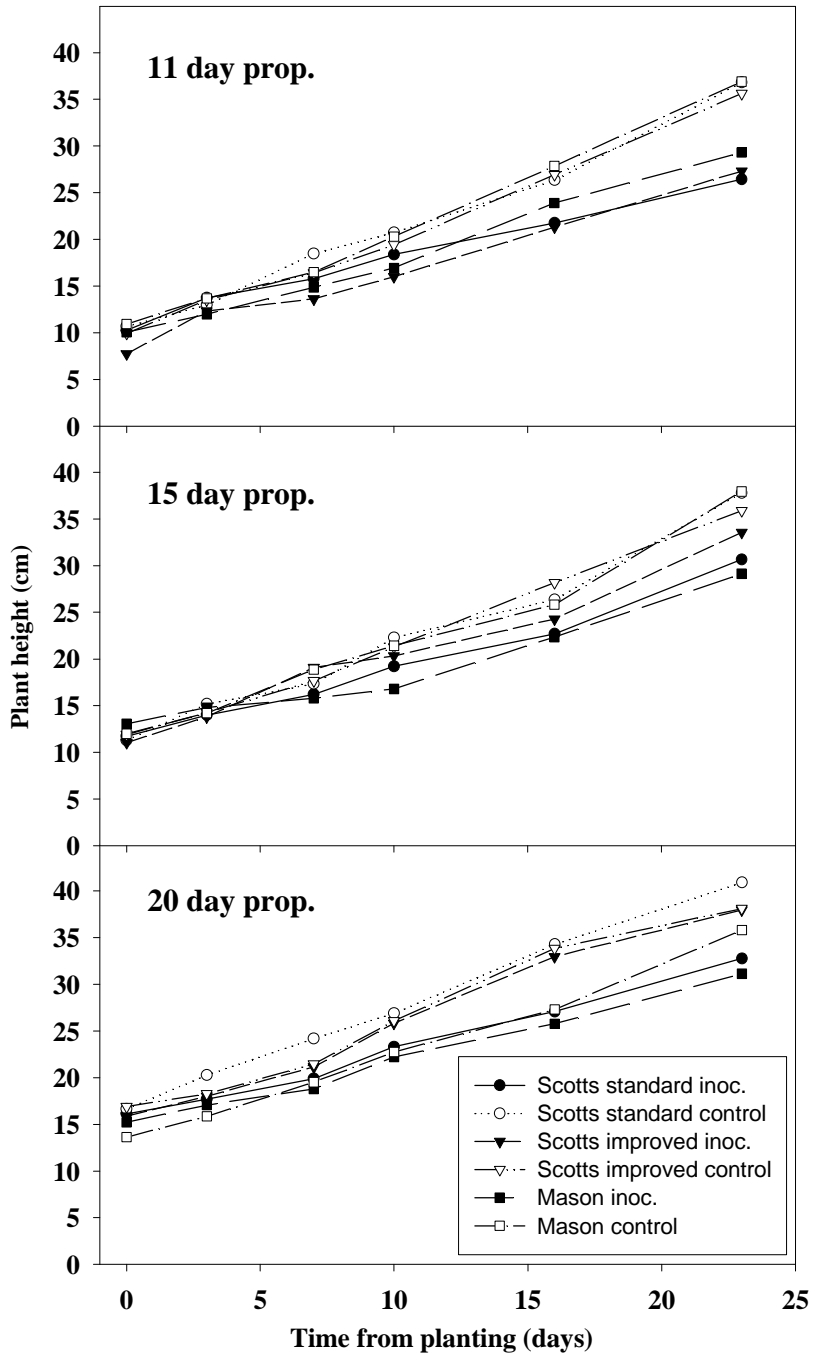 11 day prop.
40
35
30
25
20
15
10
5
0
15 day prop.
40
35
30
25
20
15
10
5
0
Plant height (cm)
20 day prop.
40
35
30
25
20
15
10
5
0
Scotts standard inoc.
Scotts standard control
Scotts improved inoc.
Scotts improved control
Mason inoc.
Mason control
0 5 10 15 20 25
Time from planting (days)